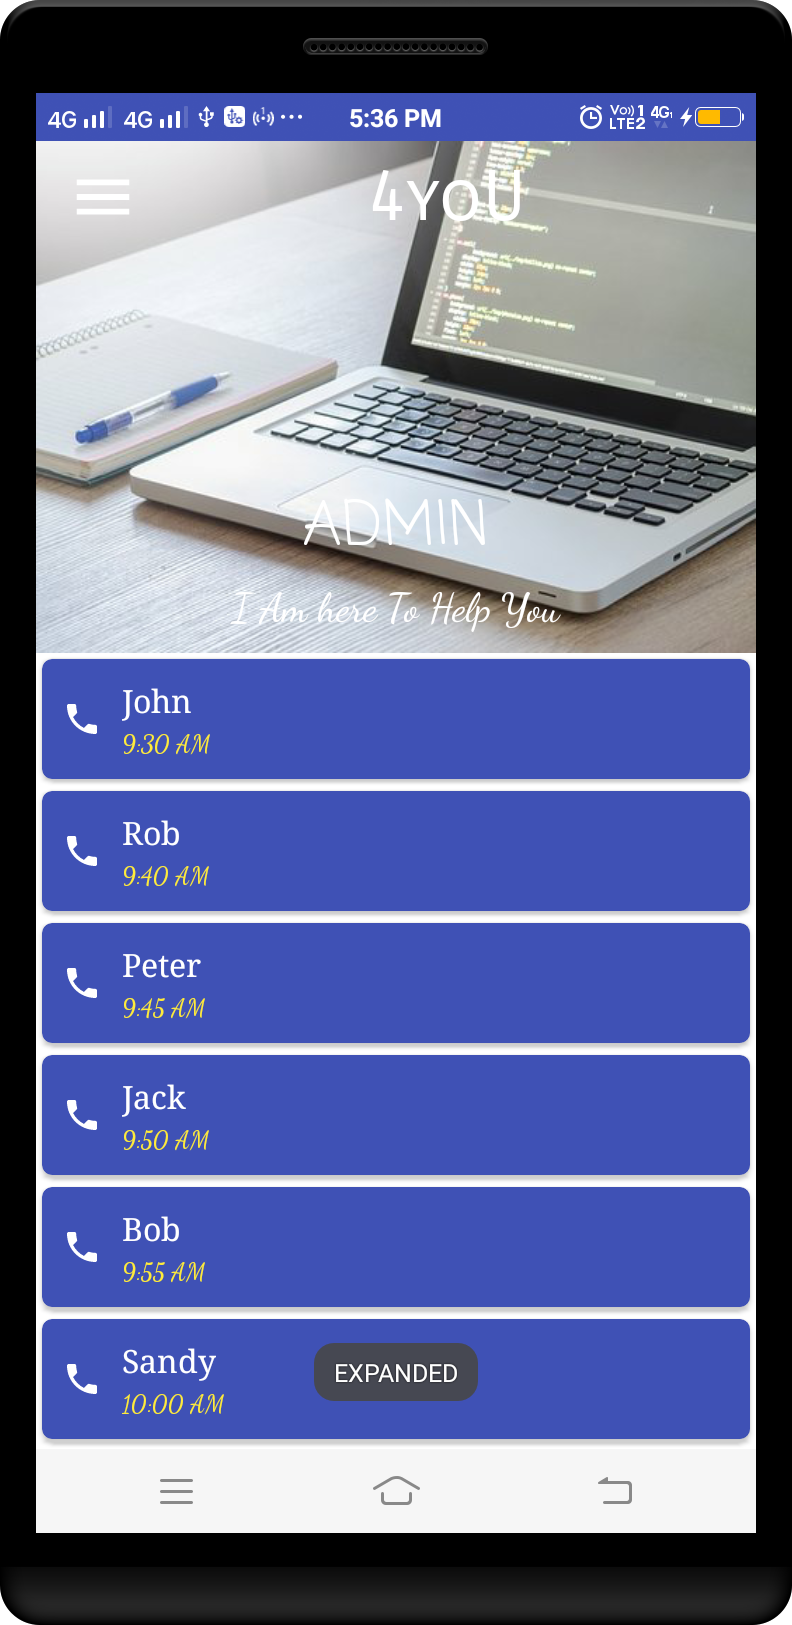 4G 4G 5:36 PM VoI) 1 LTE2 4G
4YOU
ADMIN
I Am here To Help You
John
9:30 AM
Rob
9:40 AM
Peter
9:45 AM
Jack
9:50 AM
Bob
9:55 AM
Sandy
10:00 AM
EXPANDED